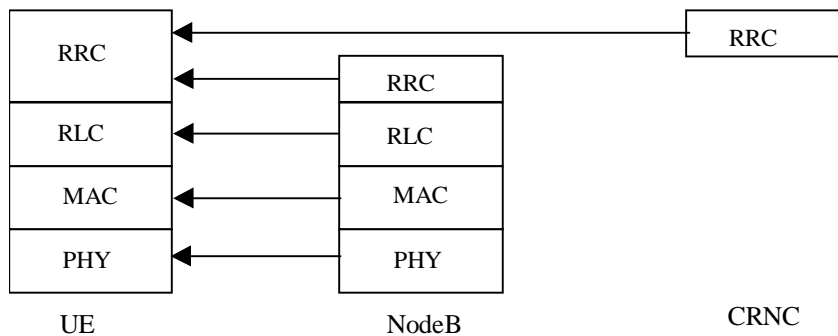 RRC
RRC
RRC
RLC
RLC
MAC
MAC
PHY
PHY
UE
NodeB
CRNC